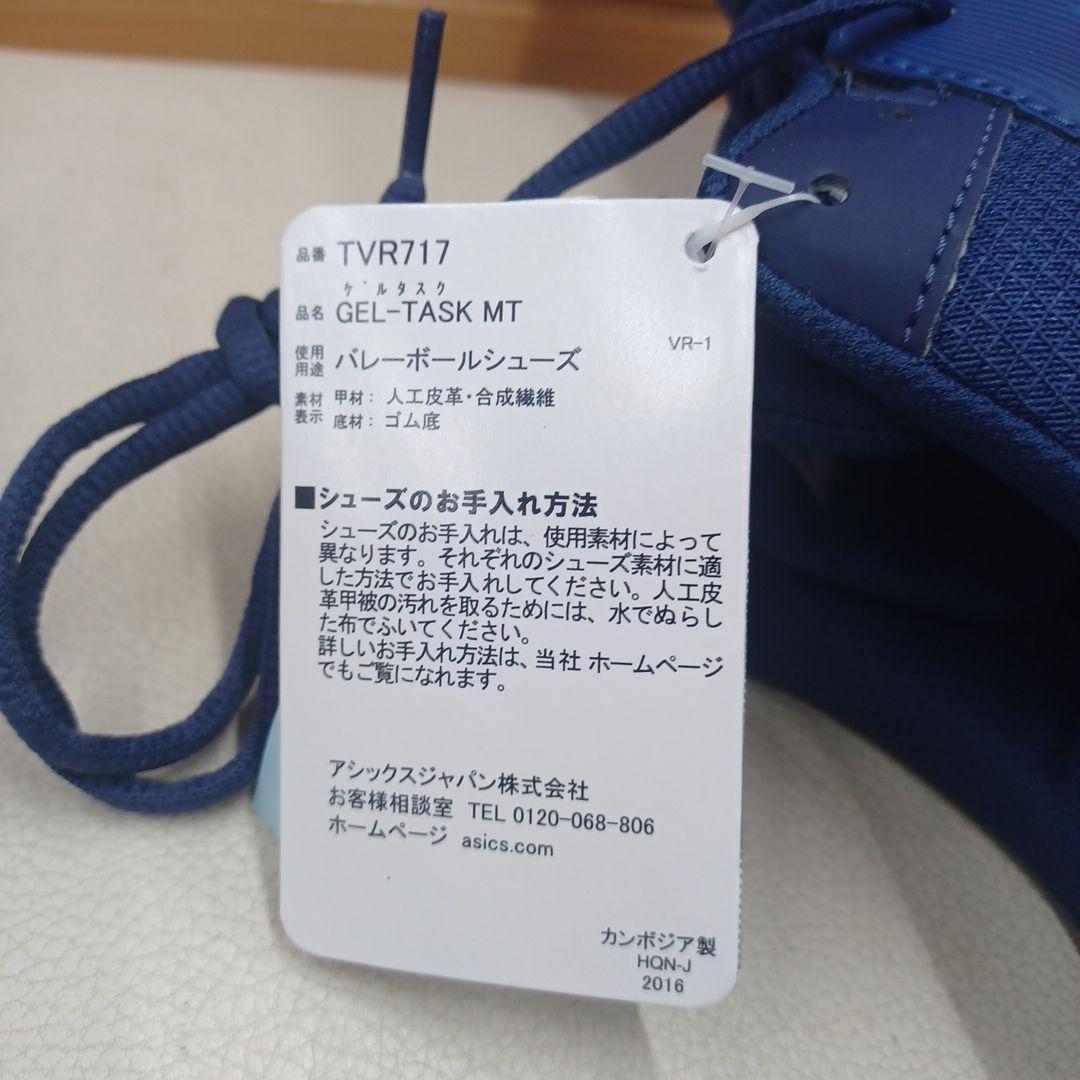 品番 TVR717
ゲルタスク
品名 GEL-TASK MT
VR-1
使用用途 バレーボールシューズ
素材 甲材：人工皮革・合成繊維
表示 底材：ゴム底
■シューズのお手入れ方法
シューズのお手入れは、使用素材によって
異なります。それぞれのシューズ素材に適
した方法でお手入れしてください。人工皮
革甲被の汚れを取るためには、水でぬらし
た布でふいてください。
詳しいお手入れ方法は、当社 ホームページ
でもご覧になれます。
アシックスジャパン株式会社
お客様相談室 TEL 0120-068-806
ホームページ asics.com
カンボジア製
HQN-J
2016